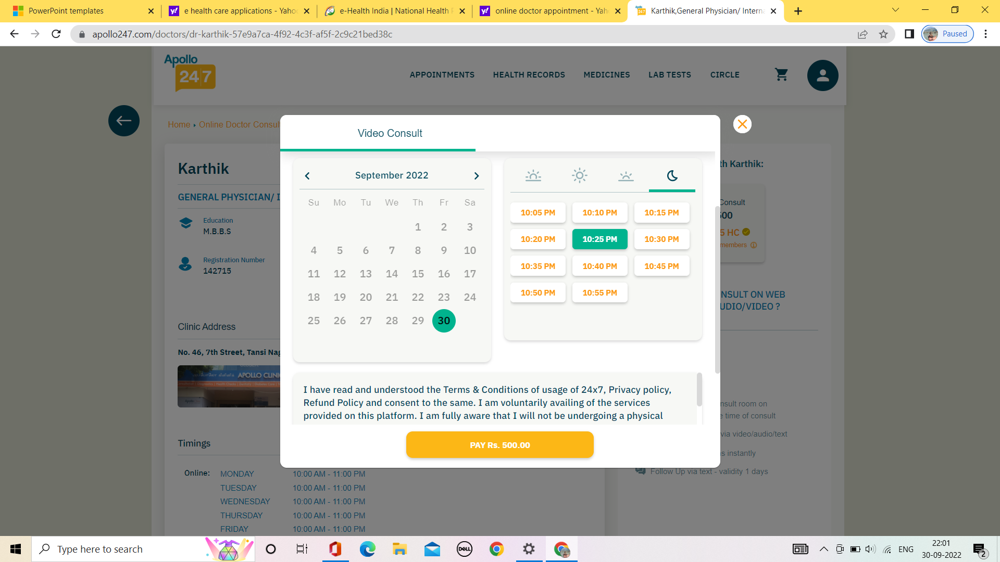 PowerPoint templates
e health care applications - Yahoo
e-Health India | National Health P
online doctor appointment - Yah
Karthik,General Physician/ Interna
apollo247.com/doctors/dr-karthik-57e9a7ca-4f92-4c3f-af5f-2c9c21bed38c
Paused
Apollo
24|7
APPOINTMENTS
HEALTH RECORDS
MEDICINES
LAB TESTS
CIRCLE
Home
Online Doctor Consul
Karthik
GENERAL PHYSICIAN/ I
Education
M.B.B.S
Registration Number
142715
Clinic Address
No. 46, 7th Street, Tansi Nag
APOLLO CLINIC
Timings
Online:
MONDAY 10:00 AM - 11:00 PM
TUESDAY 10:00 AM - 11:00 PM
WEDNESDAY 10:00 AM - 11:00 PM
THURSDAY 10:00 AM - 11:00 PM
FRIDAY 10:00 AM - 11:00 PM
Video Consult
September 2022
Su Mo Tu We Th Fr Sa
1 2 3
4 5 6 7 8 9 10
11 12 13 14 15 16 17
18 19 20 21 22 23 24
25 26 27 28 29 30
10:05 PM 10:10 PM 10:15 PM
10:20 PM 10:25 PM 10:30 PM
10:35 PM 10:40 PM 10:45 PM
10:50 PM 10:55 PM
I have read and understood the Terms & Conditions of usage of 24x7, Privacy policy,
Refund Policy and consent to the same. I am voluntarily availing of the services
provided on this platform. I am fully aware that I will not be undergoing a physical
PAY Rs. 500.00
th Karthik:
Consult
00
5 HC
members
NSULT ON WEB
UDIO/VIDEO ?
nsult room on
e time of consult
via video/audio/text
s instantly
Follow Up via text - validity 1 days
Type here to search
DELL
ENG
22:01
30-09-2022
2